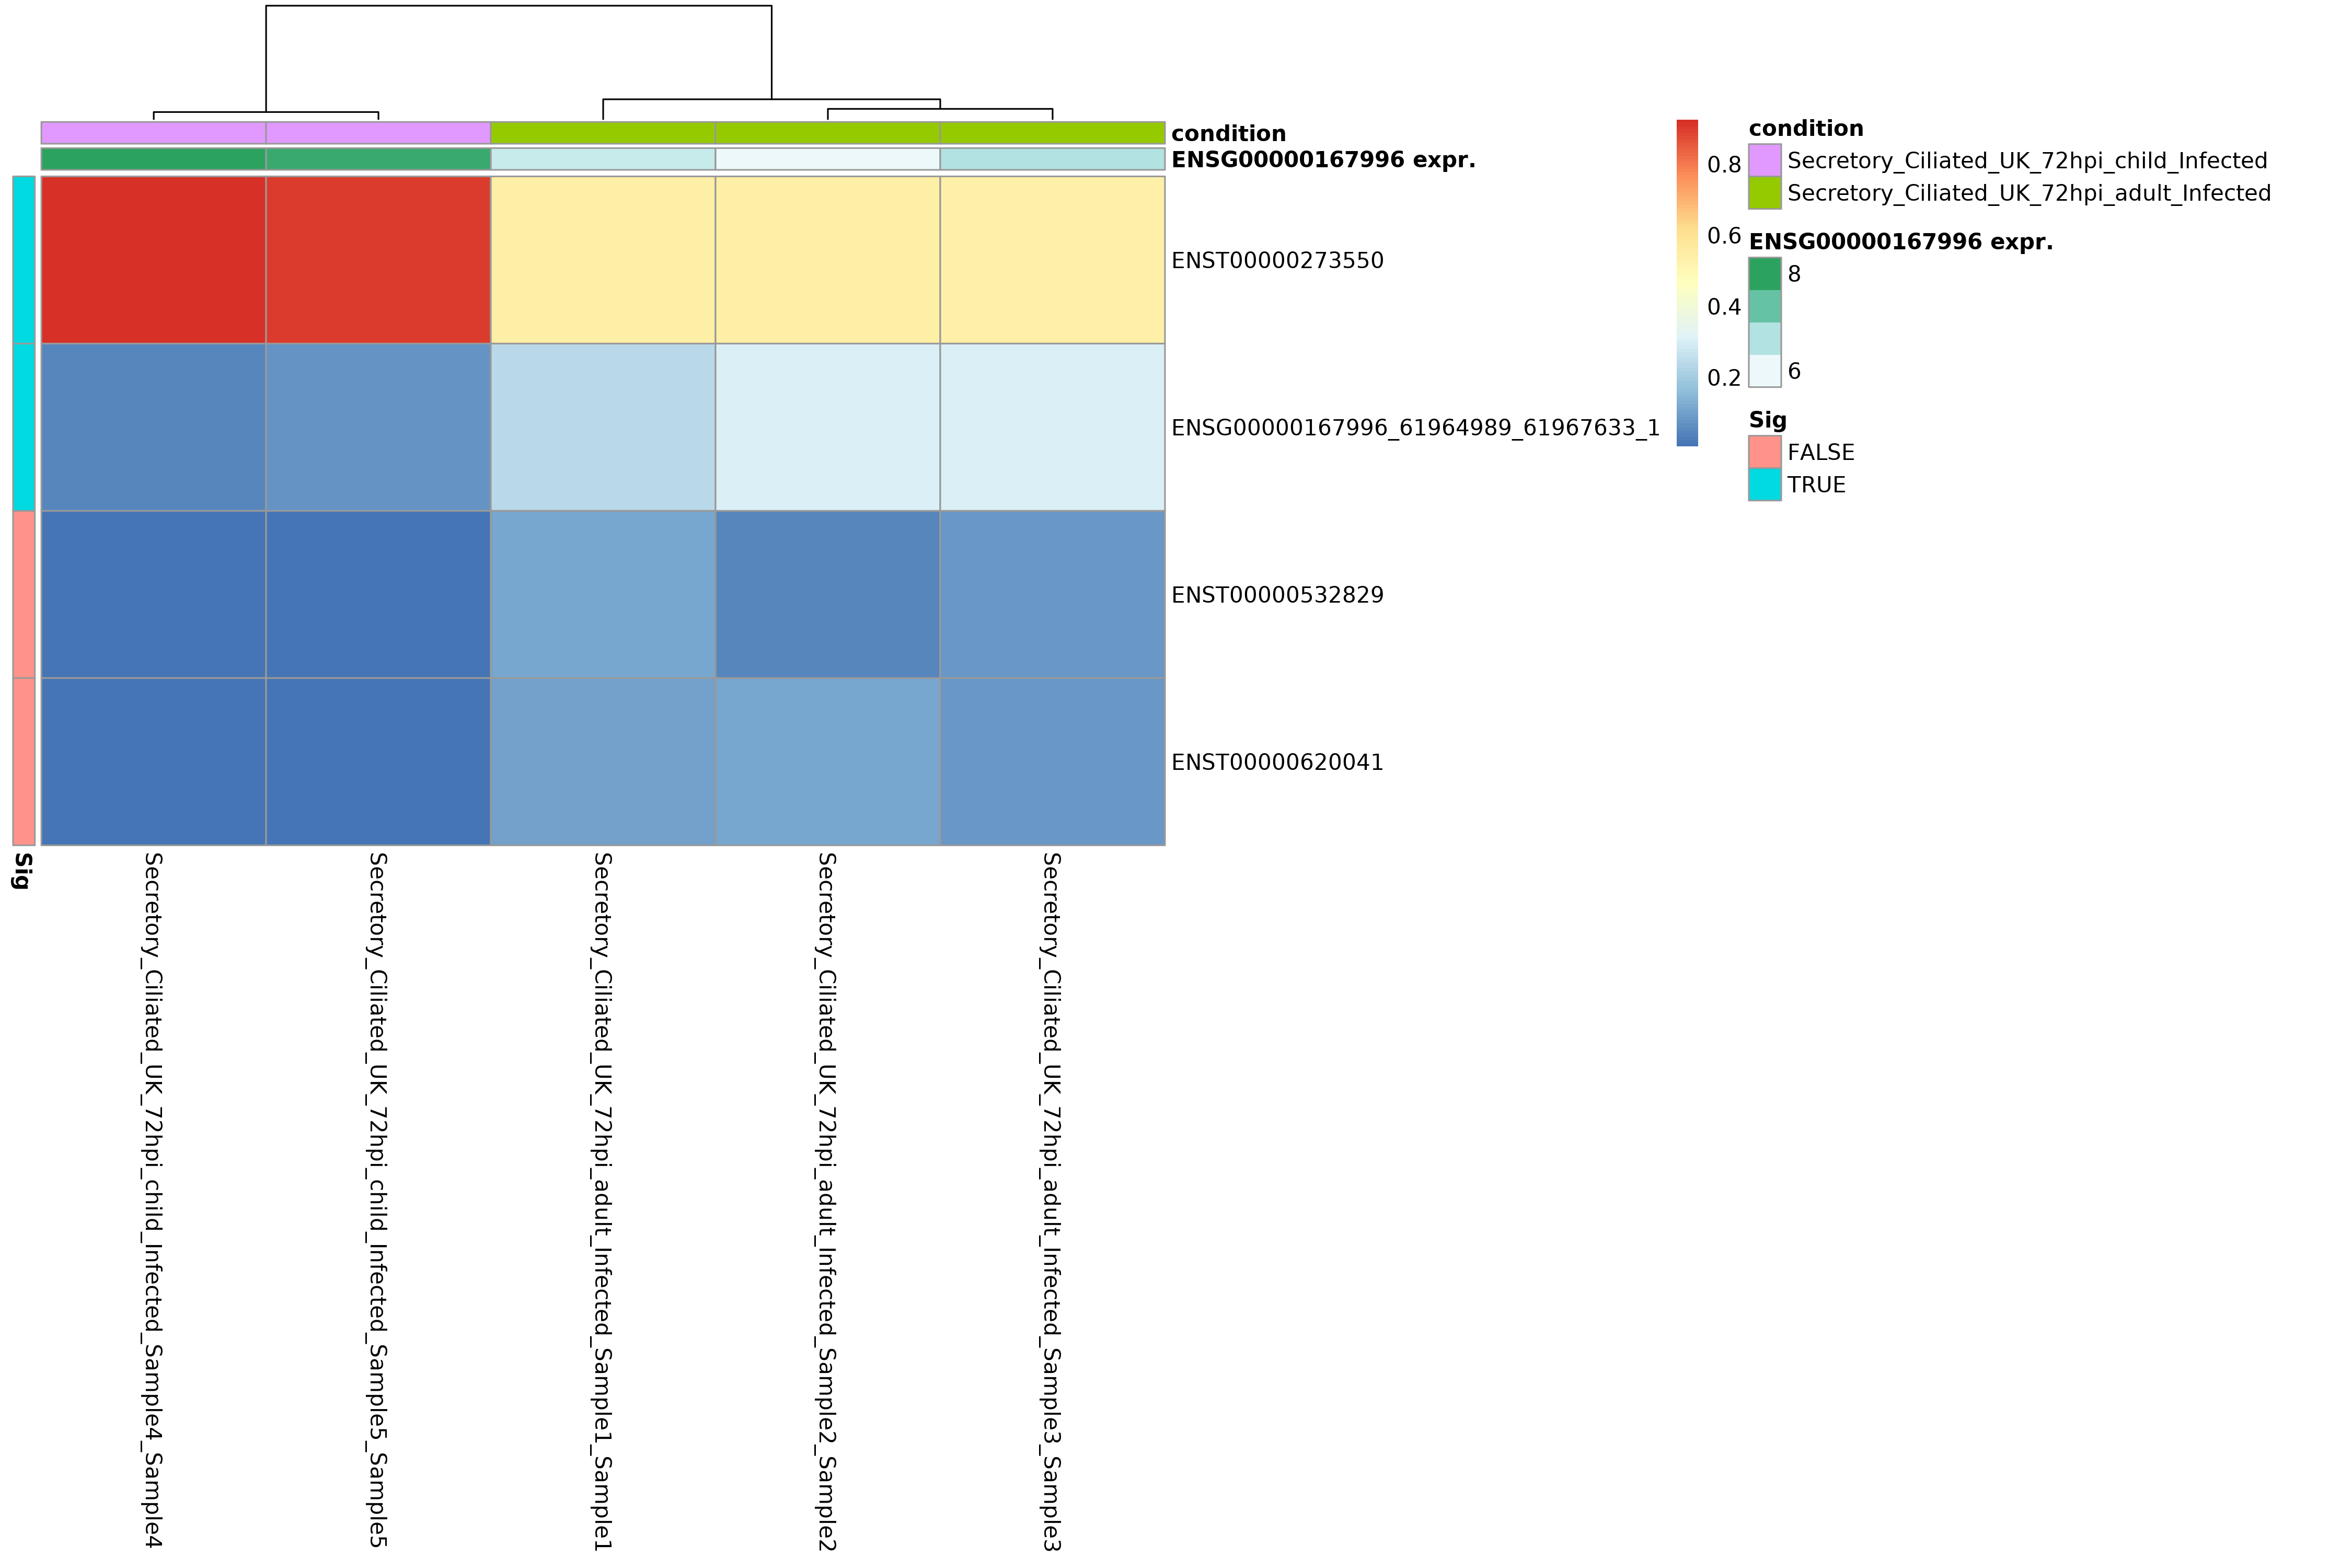 condition
ENSG00000167996 expr.
ENST00000273550
ENSG00000167996_61964989_61967633_1
ENST00000532829
ENST00000620041
Sig
Secretory_Ciliated_UK_72hpi_child_Infected_Sample4_Sample4
Secretory_Ciliated_UK_72hpi_child_Infected_Sample5_Sample5
Secretory_Ciliated_UK_72hpi_adult_Infected_Sample1_Sample1
Secretory_Ciliated_UK_72hpi_adult_Infected_Sample2_Sample2
Secretory_Ciliated_UK_72hpi_adult_Infected_Sample3_Sample3
0.8
0.6
0.4
0.2
condition
Secretory_Ciliated_UK_72hpi_child_Infected
Secretory_Ciliated_UK_72hpi_adult_Infected
ENSG00000167996 expr.
8
6
Sig
FALSE
TRUE